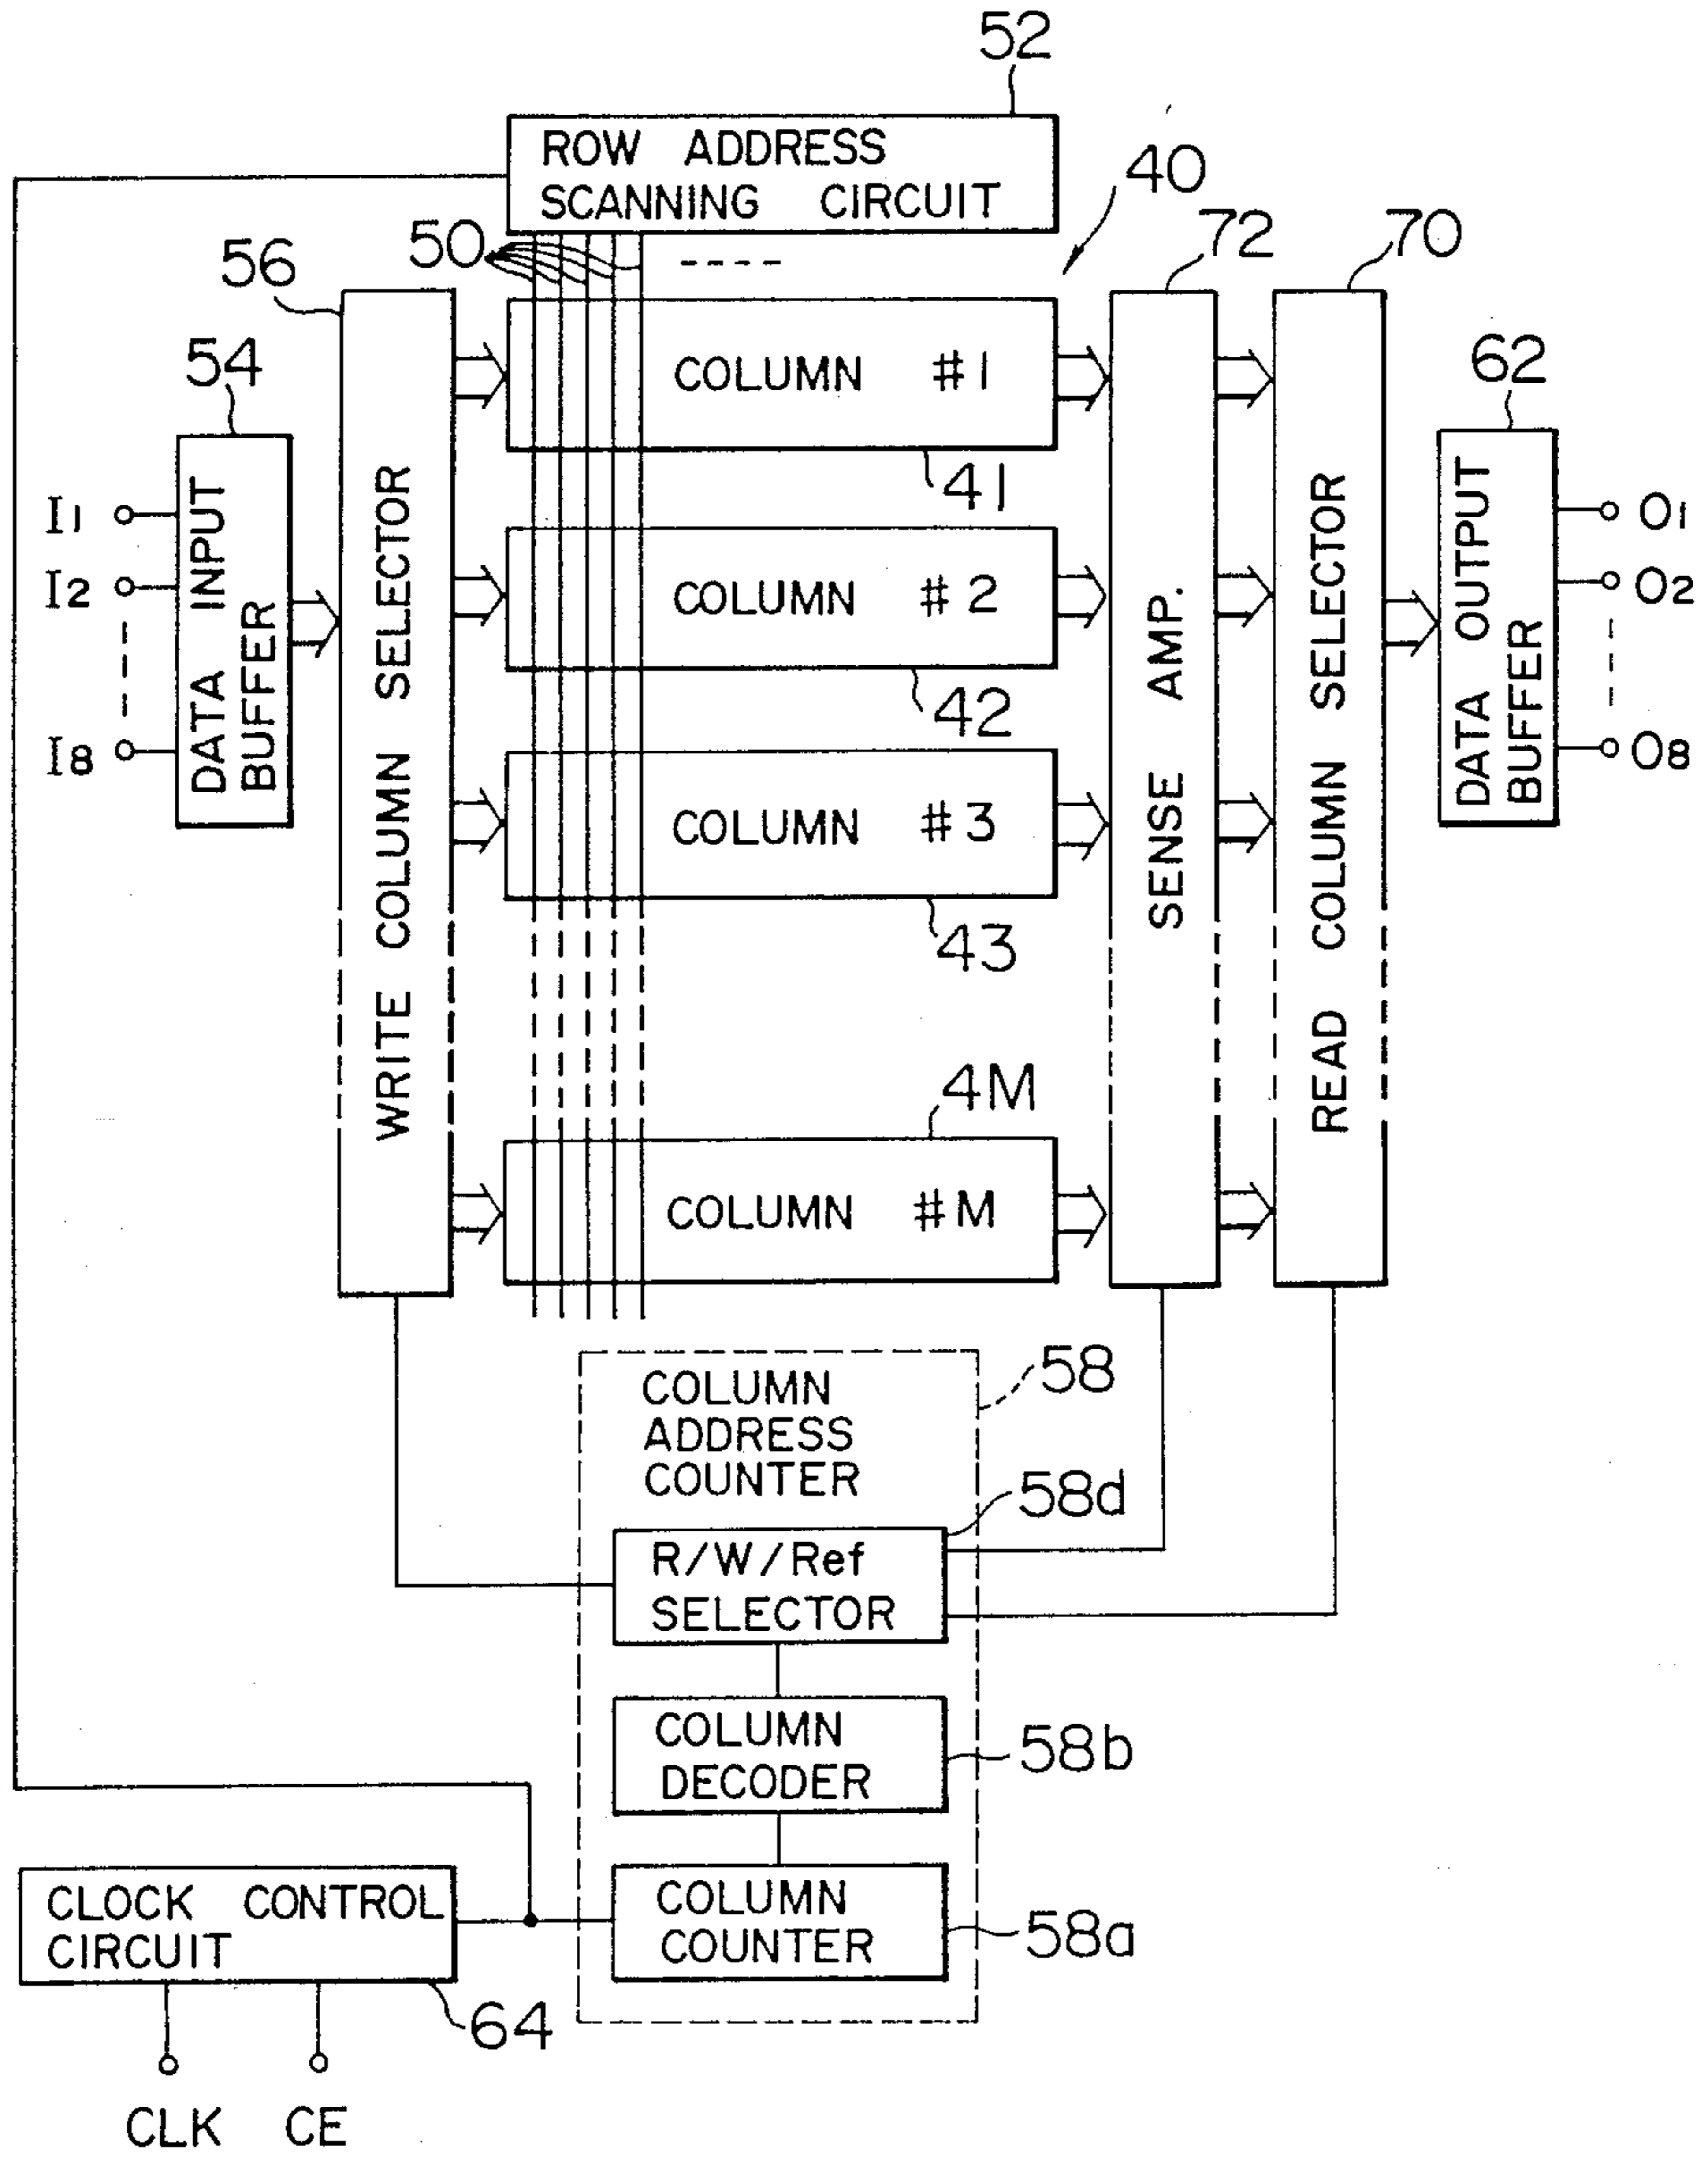 52
ROW ADDRESS
SCANNING CIRCUIT
40
50
72
70
56
54
62
COLUMN #1
41
I1
I2
I8
DATA INPUT
BUFFER
WRITE COLUMN SELECTOR
COLUMN #2
42
COLUMN #3
43
4M
COLUMN #M
SENSE AMP.
READ COLUMN SELECTOR
DATA OUTPUT
BUFFER
O1
O2
O8
58
COLUMN
ADDRESS
COUNTER
58d
R/W/Ref
SELECTOR
COLUMN
DECODER
58b
CLOCK CONTROL
CIRCUIT
64
COLUMN
COUNTER
58a
CLK
CE